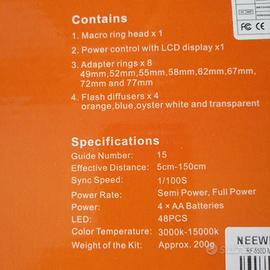 Contains
1. Macro ring head x 1
2. Power control with LCD display x1
3. Adapter rings x 8
49mm,52mm,55mm,58mm,62mm,67mm,
72mm and 77mm
4. Flash diffusers x 4
orange,blue,oyster white and transparent
Specifications
Guide Number: 15
Effective Distance: 5cm-150cm
Sync Speed: 1/100S
Power Rate: Semi Power, Full Power
Power: 4 × AA Batteries
LED: 48PCS
Color Temperature: 3000k-15000k
Weight of the Kit: Approx. 200g
NEEW